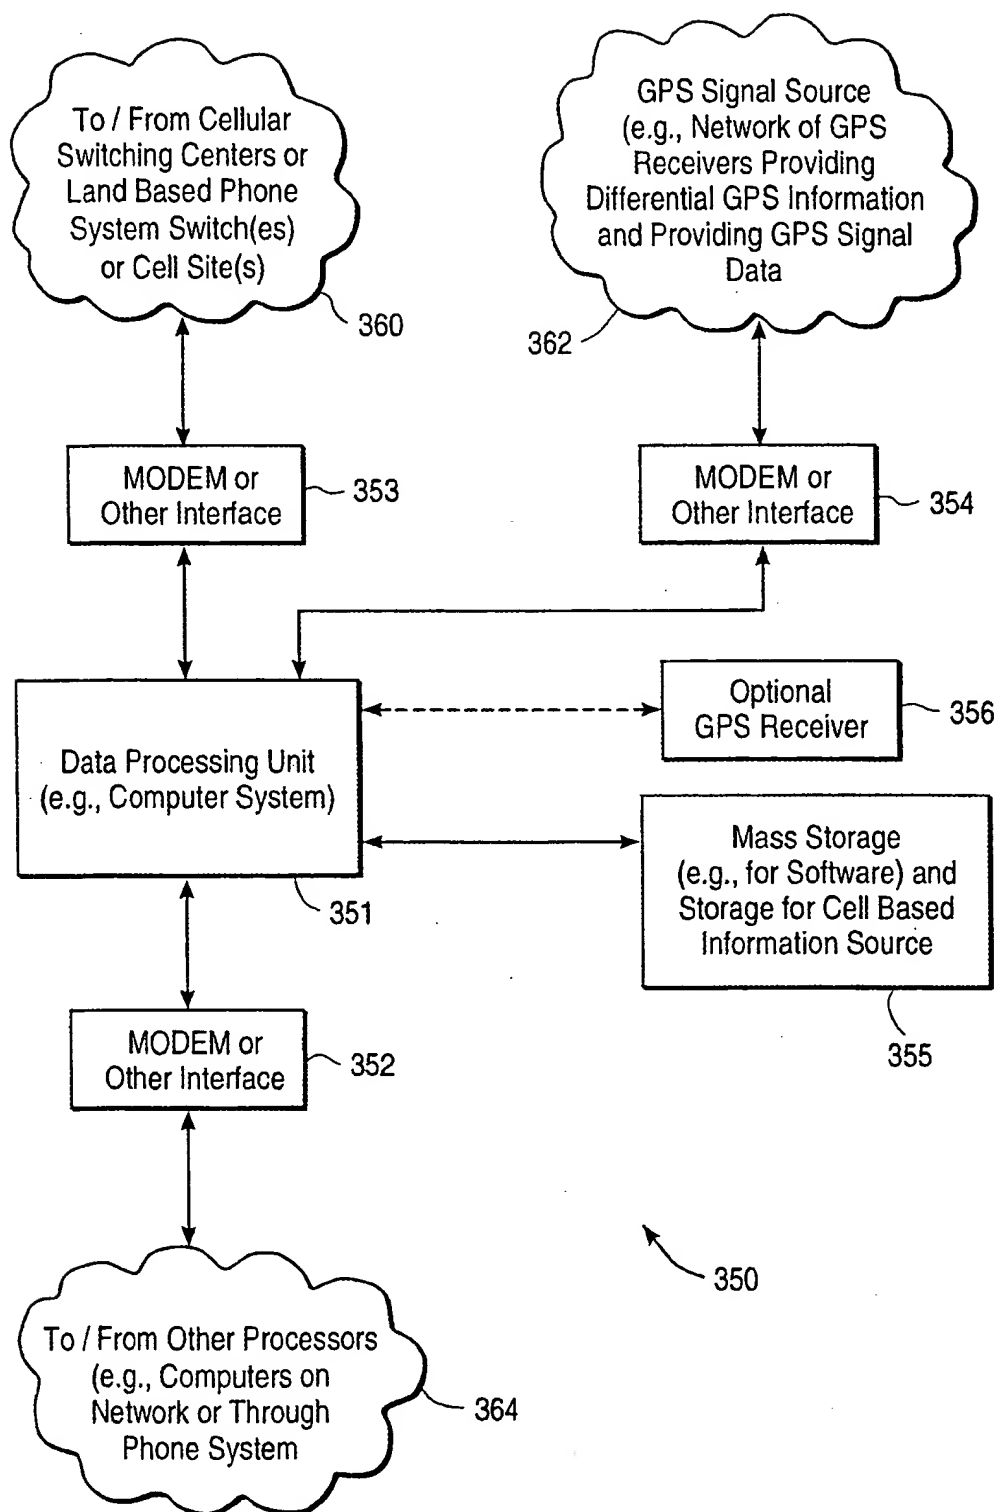 To / From Cellular
Switching Centers or
Land Based Phone
System Switch(es)
or Cell Site(s)
360
GPS Signal Source
(e.g., Network of GPS
Receivers Providing
Differential GPS Information
and Providing GPS Signal
Data
362
MODEM or
Other Interface
353
MODEM or
Other Interface
354
Data Processing Unit
(e.g., Computer System)
351
Optional
GPS Receiver
356
Mass Storage
(e.g., for Software) and
Storage for Cell Based
Information Source
355
MODEM or
Other Interface
352
350
To / From Other Processors
(e.g., Computers on
Network or Through
Phone System
364